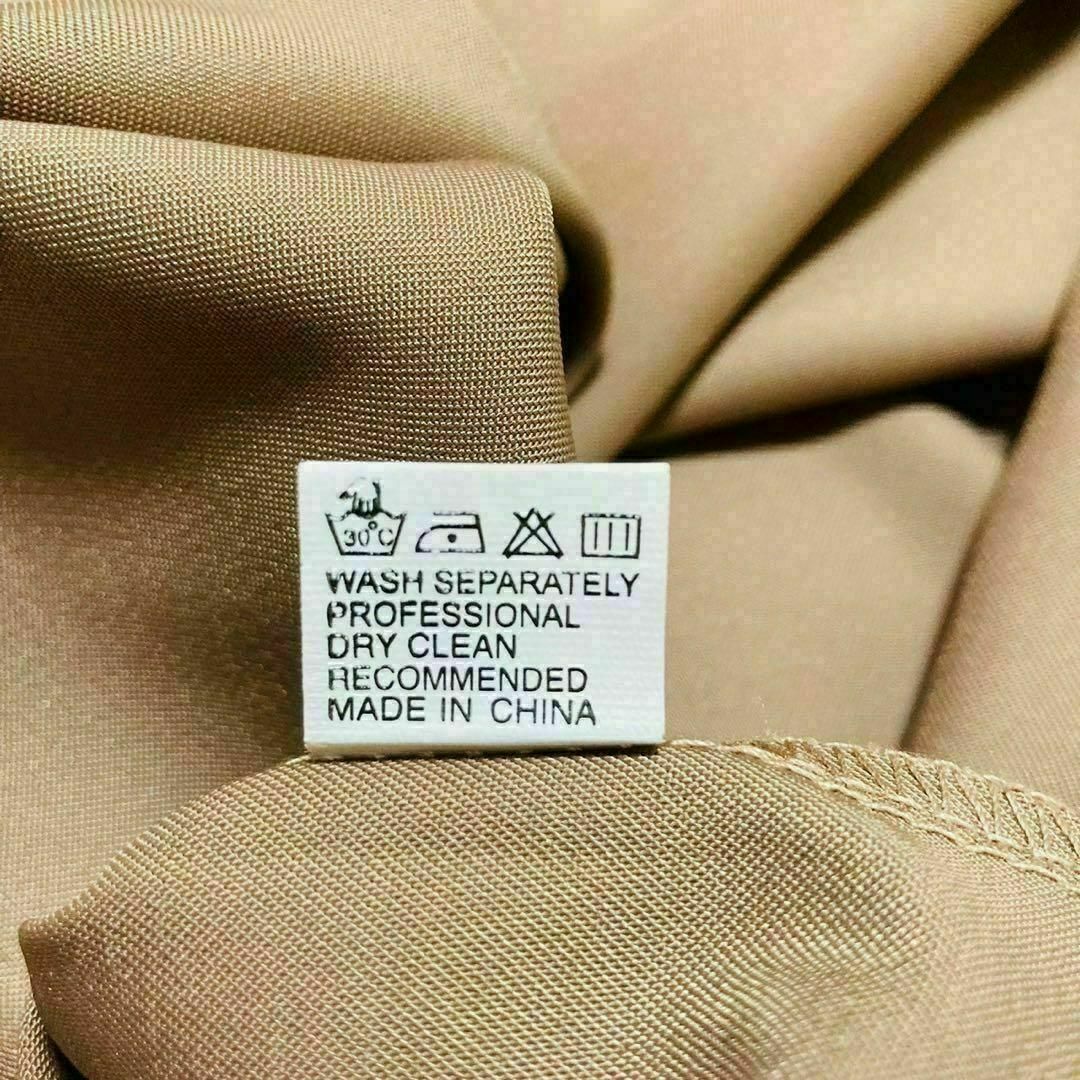 30°C
WASH SEPARATELY
PROFESSIONAL
DRY CLEAN
RECOMMENDED
MADE IN CHINA